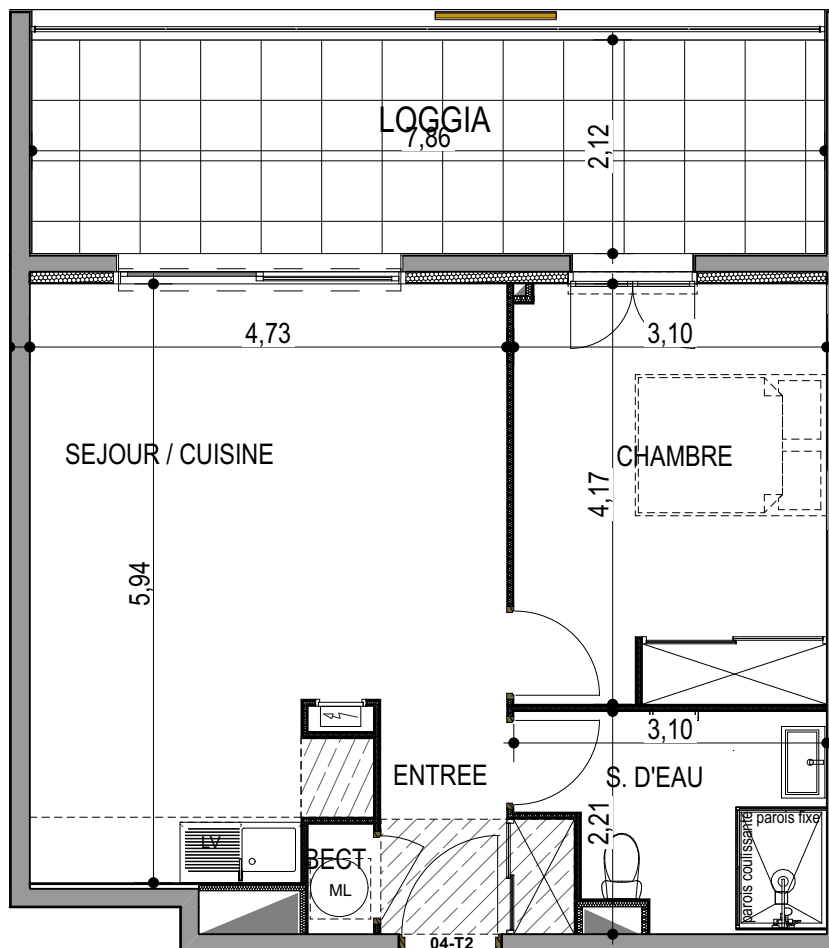 LOGGIA
7,86
2,12
4,73
3,10
SEJOUR / CUISINE
CHAMBRE
4,17
5,94
3,10
ENTREE
S. D'EAU
2,21
parois fixe
parois coulissante
LV
BECT
ML
04-T2